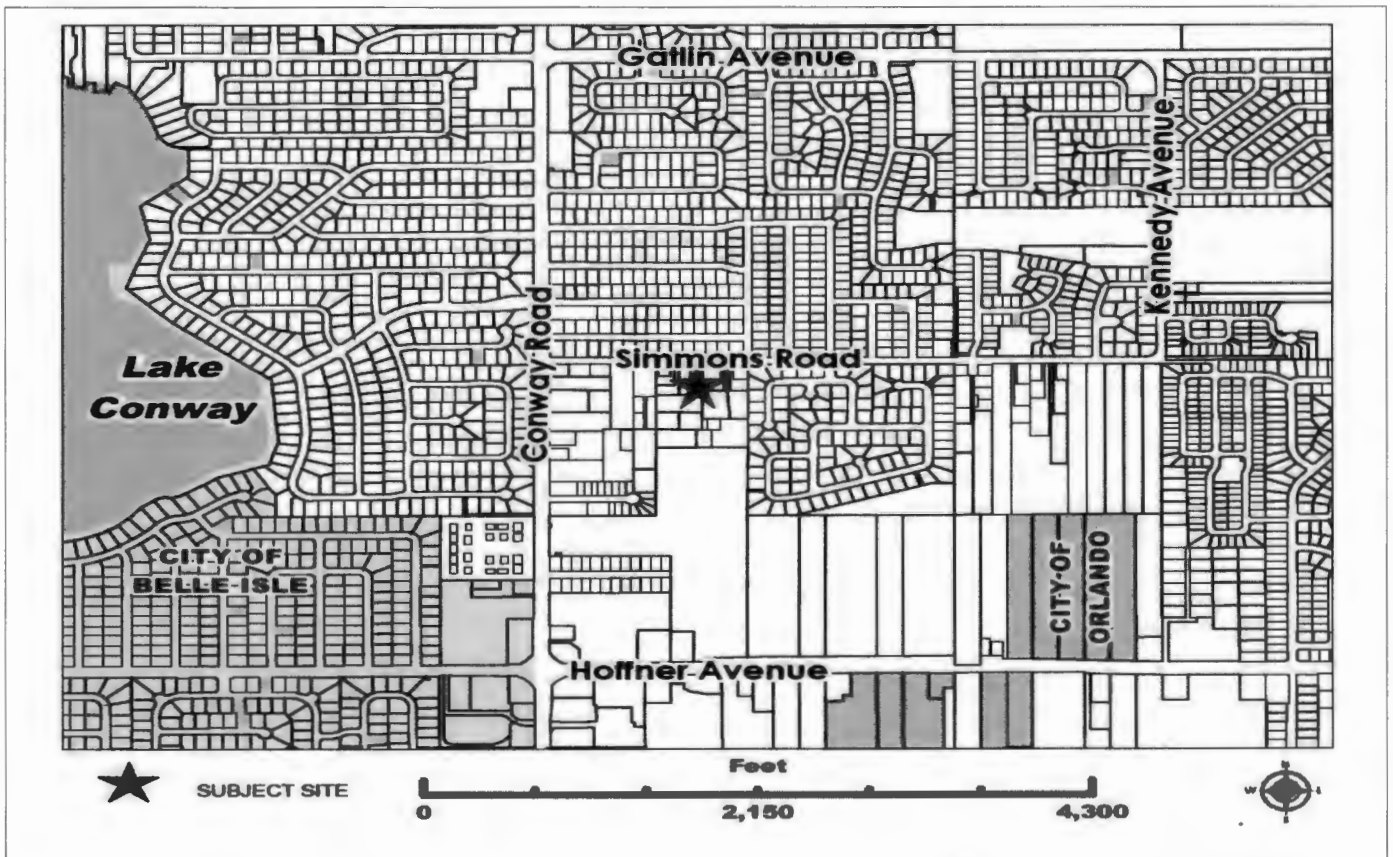 Gatlin Avenue
Kennedy Avenue
Conway Road
Simmons Road
Lake
Conway
CITY OF
BELLE ISLE
CITY OF
ORLANDO
Hoffner Avenue
SUBJECT SITE
Feet
0
2,150
4,300
N
W
S